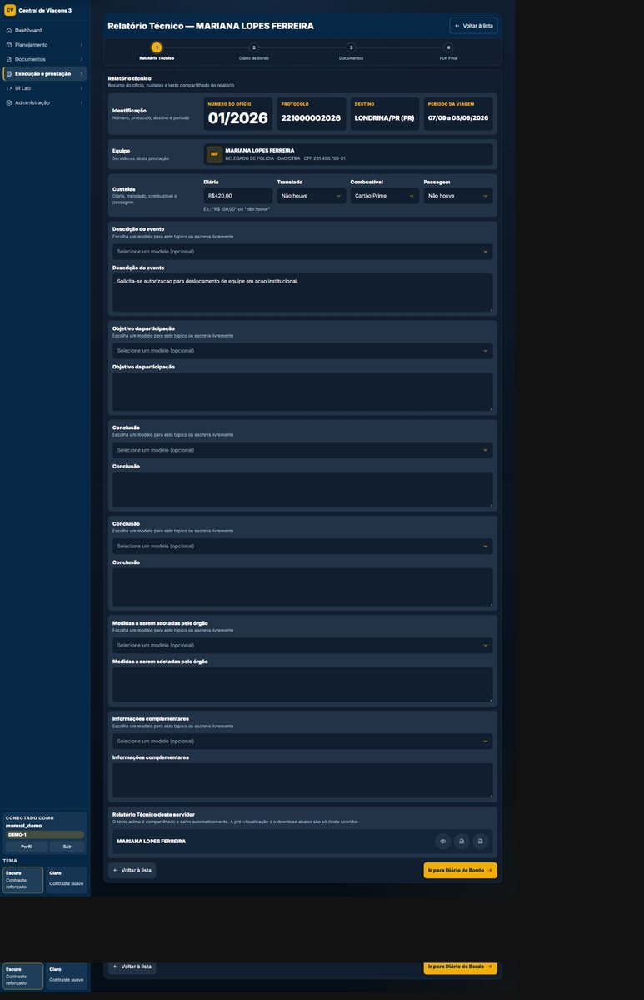 CV Central de Viagens 3
Dashboard
Planejamento
Documentos
Execução e prestação
UI Lab
Administração
CONECTADO COMO
manual_demo
DEMO-1
Perfil Sair
TEMA
Escuro
Contraste reforçado
Claro
Contraste suave
Relatório Técnico — MARIANA LOPES FERREIRA
← Voltar à lista
1 2 3 4
Relatório Técnico Diário de Bordo Documentos PDF Final
Relatório técnico
Resumo do ofício, custeios e texto compartilhado do relatório
Identificação
Número, protocolo, destino e período
NÚMERO DO OFÍCIO
01/2026
PROTOCOLO
221000002026
DESTINO
LONDRINA/PR (PR)
PERÍODO DA VIAGEM
07/09 a 08/09/2026
Equipe
Servidores desta prestação
MF
MARIANA LOPES FERREIRA
DELEGADO DE POLICIA · DAC/CTBA · CPF 231.456.789-01
Custeios
Diária, translado, combustível e
passagem
Diária
R$420,00
Ex.: "R$ 150,00" ou "não houve"
Translado
Não houve
Combustível
Cartão Prime
Passagem
Não houve
Descrição do evento
Escolha um modelo para este tópico ou escreva livremente
Selecione um modelo (opcional)
Descrição do evento
Solicita-se autorizacao para deslocamento de equipe em acao institucional.
Objetivo da participação
Escolha um modelo para este tópico ou escreva livremente
Selecione um modelo (opcional)
Objetivo da participação
Conclusão
Escolha um modelo para este tópico ou escreva livremente
Selecione um modelo (opcional)
Conclusão
Conclusão
Escolha um modelo para este tópico ou escreva livremente
Selecione um modelo (opcional)
Conclusão
Medidas a serem adotadas pelo órgão
Escolha um modelo para este tópico ou escreva livremente
Selecione um modelo (opcional)
Medidas a serem adotadas pelo órgão
Informações complementares
Escolha um modelo para este tópico ou escreva livremente
Selecione um modelo (opcional)
Informações complementares
Relatório Técnico deste servidor
O texto acima é compartilhado e salvo automaticamente. A pré-visualização e o download abaixo são só deste servidor.
MARIANA LOPES FERREIRA
← Voltar à lista
Ir para Diário de Bordo →
Escuro
Contraste reforçado
Claro
Contraste suave
← Voltar à lista
Ir para Diário de Bordo →